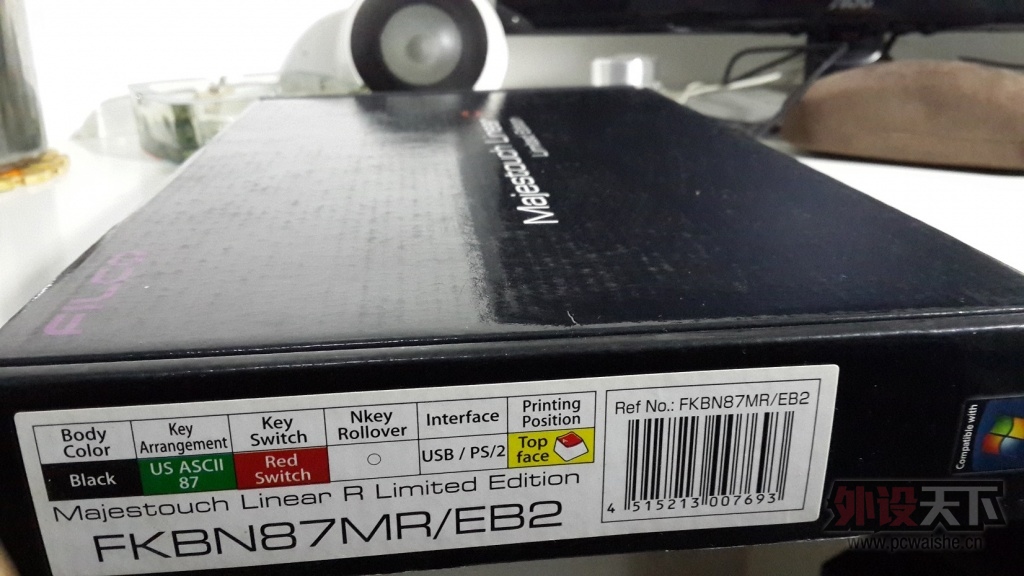 FILCO
Majestouch Linear
Body Color
Key Arrangement
Key Switch
Nkey Rollover
Interface
Printing Position
Black
US ASCII 87
Red Switch
○
USB / PS/2
Top face
Majestouch Linear R Limited Edition
FKBN87MR/EB2
Ref No.: FKBN87MR/EB2
4 515213 007693
Compatible with
外设天下
www.pcwaishe.cn